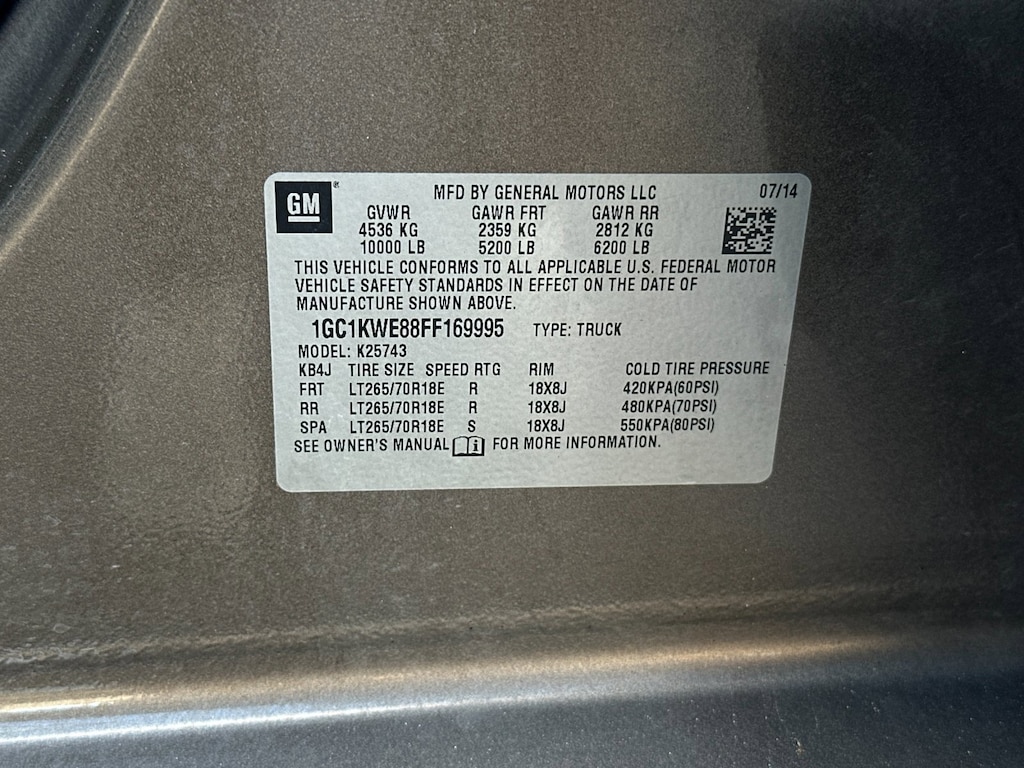 GM® MFD BY GENERAL MOTORS LLC 07/14
GVWR GAWR FRT GAWR RR
4536 KG 2359 KG 2812 KG
10000 LB 5200 LB 6200 LB
THIS VEHICLE CONFORMS TO ALL APPLICABLE U.S. FEDERAL MOTOR
VEHICLE SAFETY STANDARDS IN EFFECT ON THE DATE OF
MANUFACTURE SHOWN ABOVE.
1GC1KWE88FF169995 TYPE: TRUCK
MODEL: K25743
KB4J TIRE SIZE SPEED RTG RIM COLD TIRE PRESSURE
FRT LT265/70R18E R 18X8J 420KPA(60PSI)
RR LT265/70R18E R 18X8J 480KPA(70PSI)
SPA LT265/70R18E S 18X8J 550KPA(80PSI)
SEE OWNER'S MANUAL i FOR MORE INFORMATION.